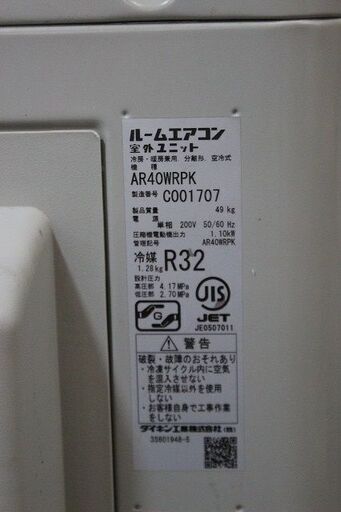 ルームエアコン
室外ユニット
冷房・暖房兼用、分離形、空冷式
機種
AR40WRPK
製造番号 C001707
製品質量 49 kg
電源 単相 200V 50/60 Hz
圧縮機電動機出力 1.10kW
管理記号 AR40WRPK
冷媒 R32
1.28kg
設計圧力
高圧部 4.17 MPa
低圧部 2.70 MPa
JIS
JET
JE0507011
G
警告
破裂・故障のおそれあり
・冷凍サイクル内に空気
を混入させない
・指定冷媒以外を使用
しない
・お客様自身で工事作業
をしない
ダイキン工業株式会社
3SB01948-6